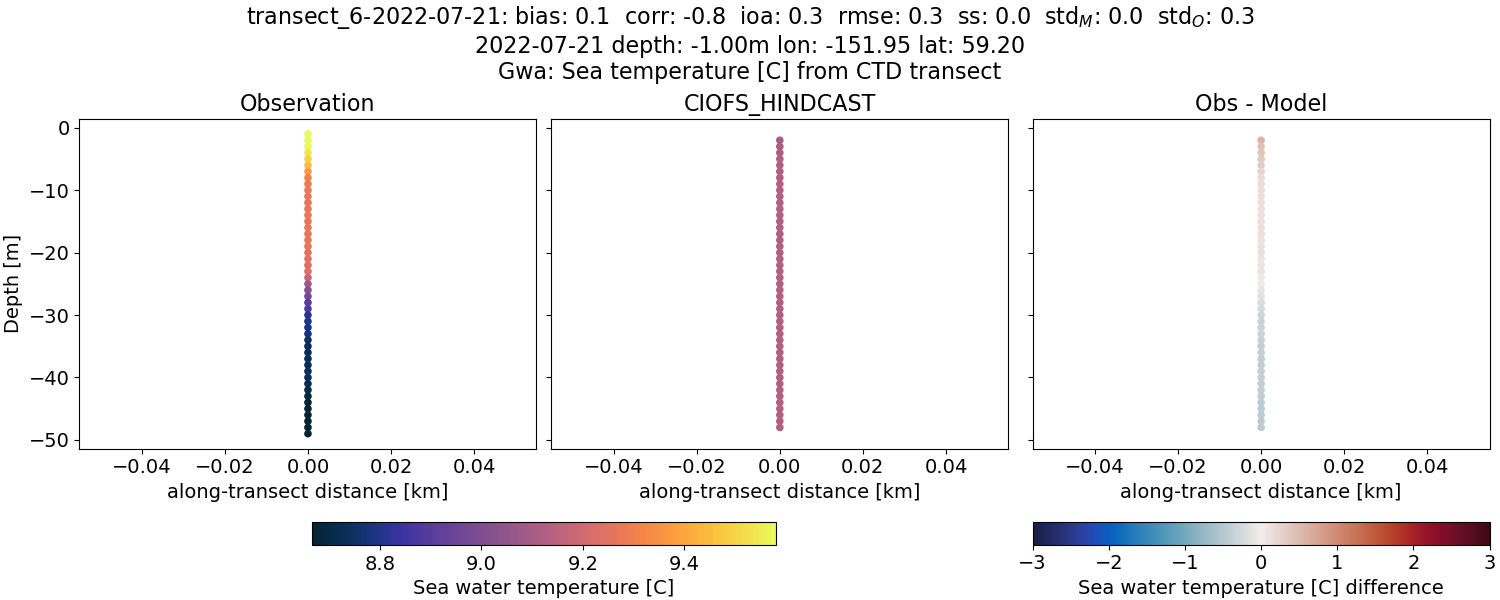 transect_6-2022-07-21: bias: 0.1 corr: -0.8 ioa: 0.3 rmse: 0.3 ss: 0.0 std_M: 0.0 std_O: 0.3
2022-07-21 depth: -1.00m lon: -151.95 lat: 59.20
Gwa: Sea temperature [C] from CTD transect
Observation CIOFS_HINDCAST Obs - Model
0
−10
−20
−30
−40
−50
Depth [m]
−0.04 −0.02 0.00 0.02 0.04 −0.04 −0.02 0.00 0.02 0.04 −0.04 −0.02 0.00 0.02 0.04
along-transect distance [km] along-transect distance [km] along-transect distance [km]
8.8 9.0 9.2 9.4 −3 −2 −1 0 1 2 3
Sea water temperature [C] Sea water temperature [C] difference